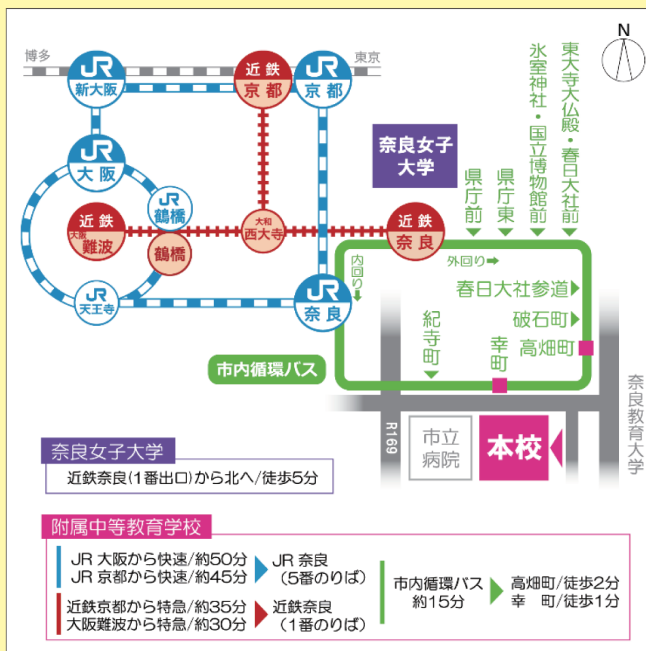 博多
東京
N
JR
新大阪
近鉄
京都
JR
京都
JR
大阪
JR
鶴橋
近鉄
大阪
難波
鶴橋
大和
西大寺
近鉄
奈良
JR
天王寺
JR
奈良
奈良女子
大学
県庁前
県庁東
氷室神社・国立博物館前
東大寺大仏殿・春日大社前
内回り→
外回り→
春日大社参道
破石町
高畑町
紀寺町
幸町
市内循環バス
R169
市立
病院
本校
奈良教育大学
奈良女子大学
近鉄奈良(1番出口)から北へ/徒歩5分
附属中等教育学校
JR 大阪から快速/約50分
JR 京都から快速/約45分
JR 奈良
(5番のりば)
近鉄京都から特急/約35分
大阪難波から特急/約30分
近鉄奈良
(1番のりば)
市内循環バス
約15分
高畑町/徒歩2分
幸 町/徒歩1分